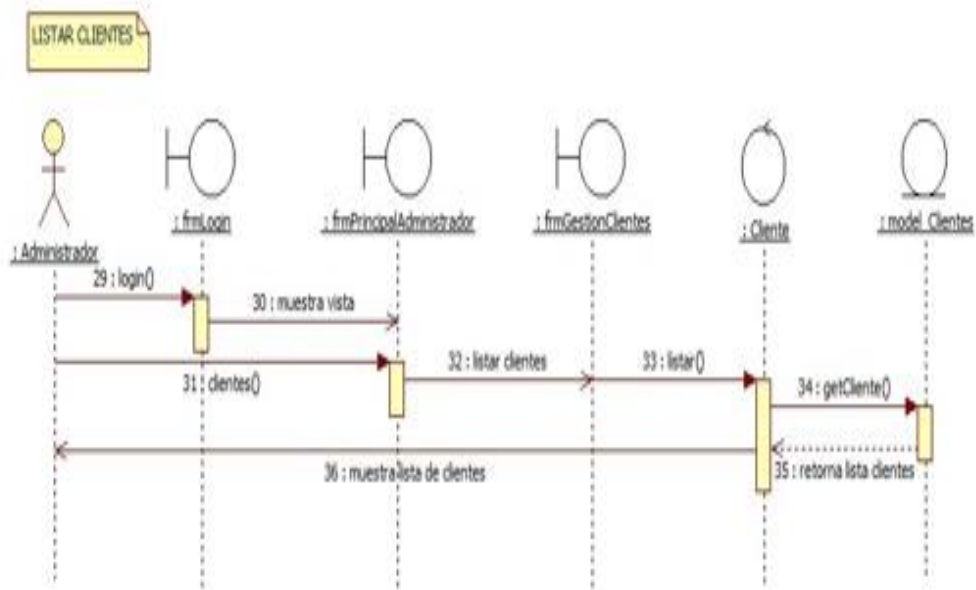 LISTAR CLIENTES
: Administrador
: frmLogin
: frmPrincipalAdministrador
: frmGestionClientes
: Cliente
: model_Clientes
29 : login()
30 : muestra vista
31 : clientes()
32 : listar clientes
33 : listar()
34 : getCliente()
35 : retorna lista clientes
36 : muestra lista de clientes